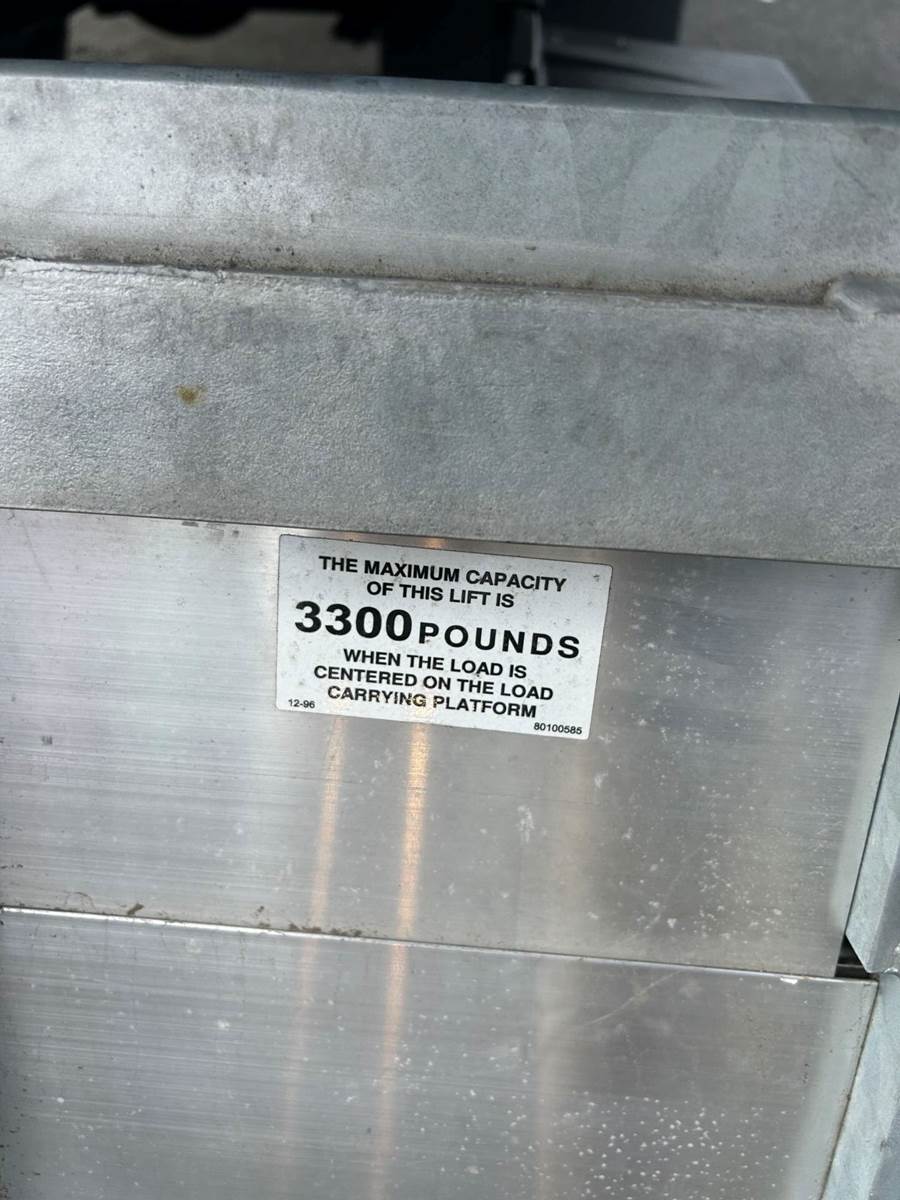 THE MAXIMUM CAPACITY
OF THIS LIFT IS
3300 POUNDS
WHEN THE LOAD IS
CENTERED ON THE LOAD
CARRYING PLATFORM
12-96
80100585